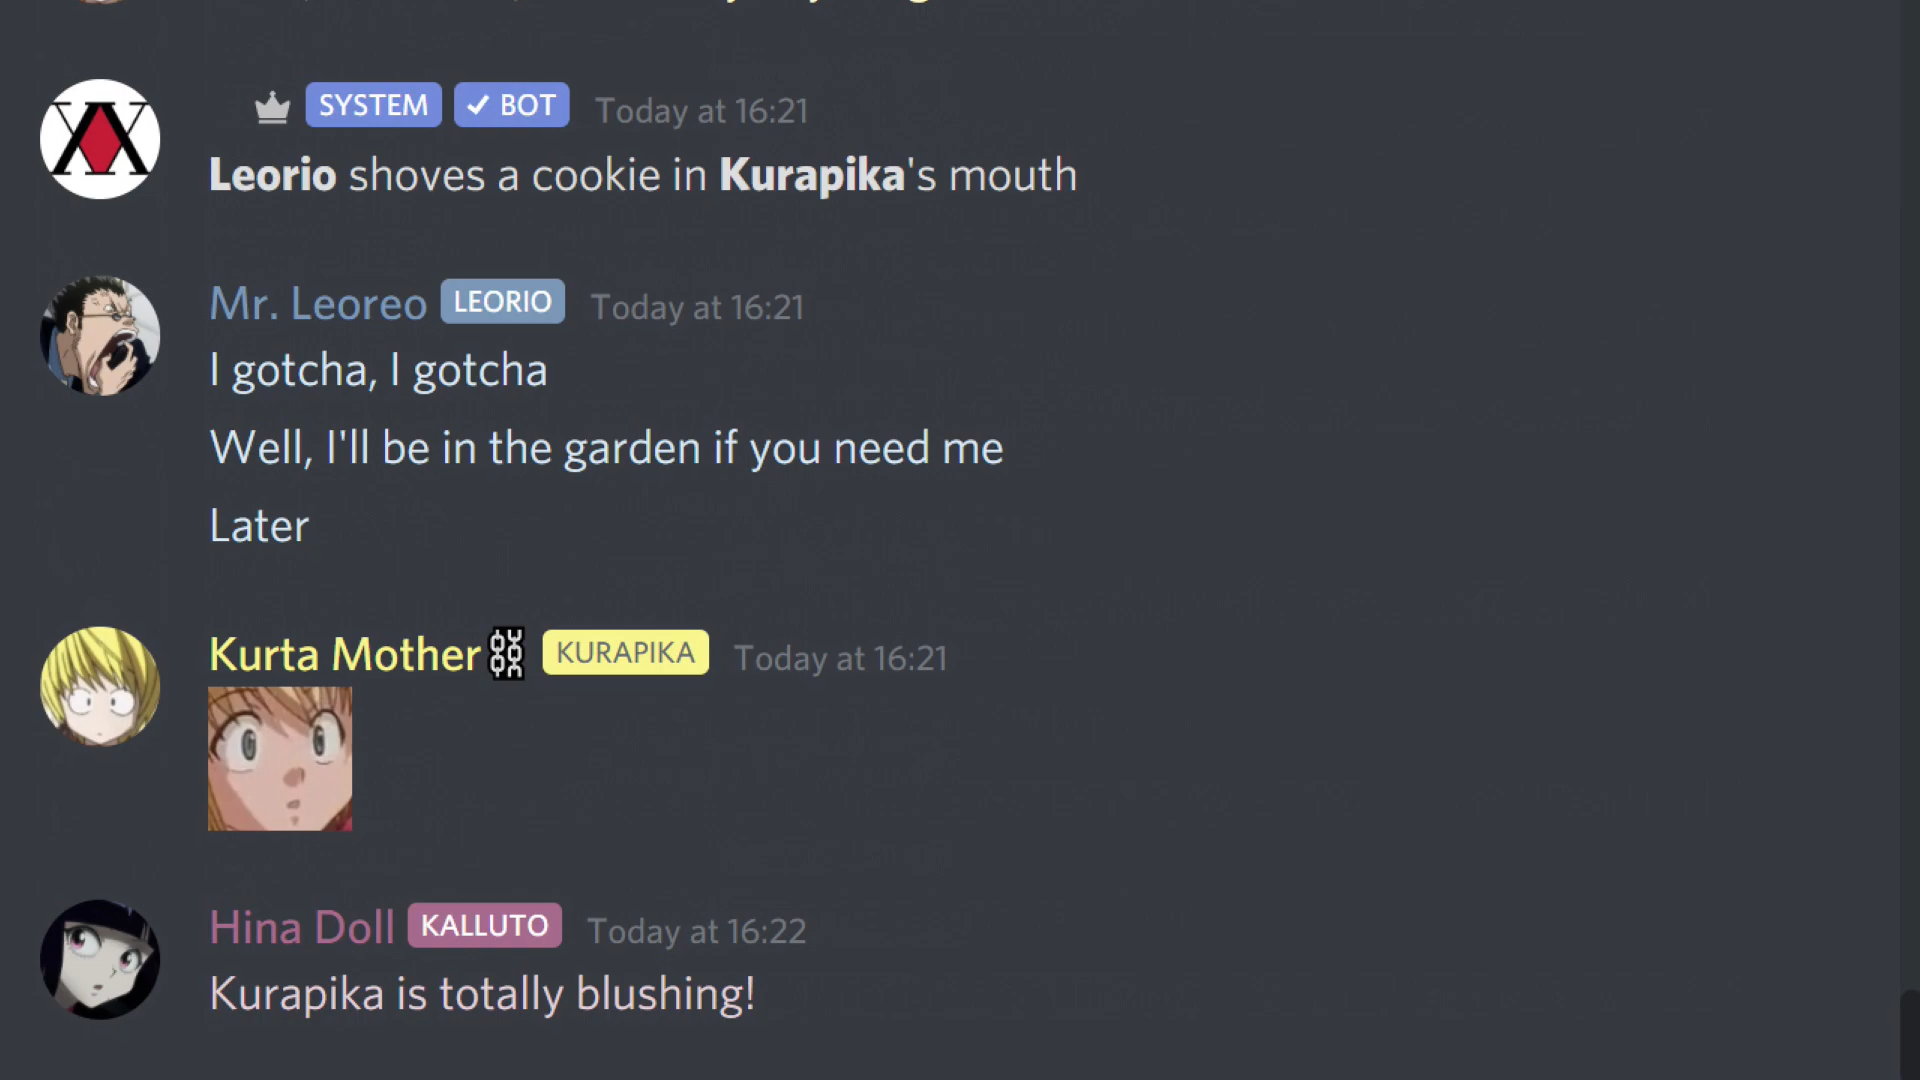 SYSTEM ✓ BOT Today at 16:21
Leorio shoves a cookie in Kurapika's mouth
Mr. Leoreo LEORIO Today at 16:21
I gotcha, I gotcha
Well, I'll be in the garden if you need me
Later
Kurta Mother⛓ KURAPIKA Today at 16:21
Hina Doll KALLUTO Today at 16:22
Kurapika is totally blushing!